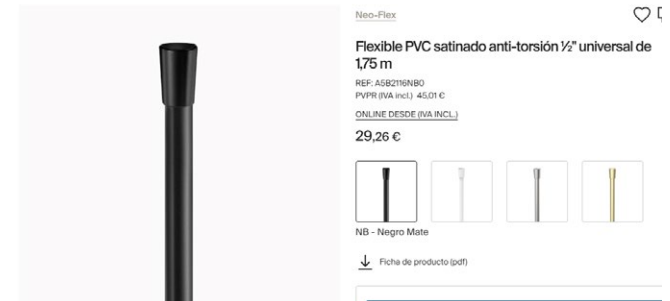 Neo-Flex
Flexible PVC satinado anti-torsión ½" universal de
1,75 m
REF: A5B2116NB0
PVPR (IVA incl.) 45,01 €
ONLINE DESDE (IVA INCL.)
29,26 €
NB - Negro Mate
Ficha de producto (pdf)